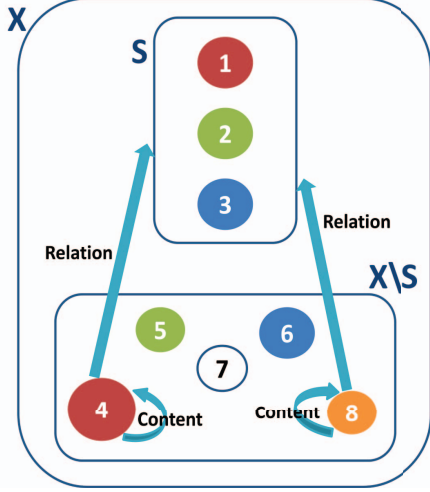 X
S
1
2
3
Relation
Relation
X\S
5
6
7
4
Content
Content
8